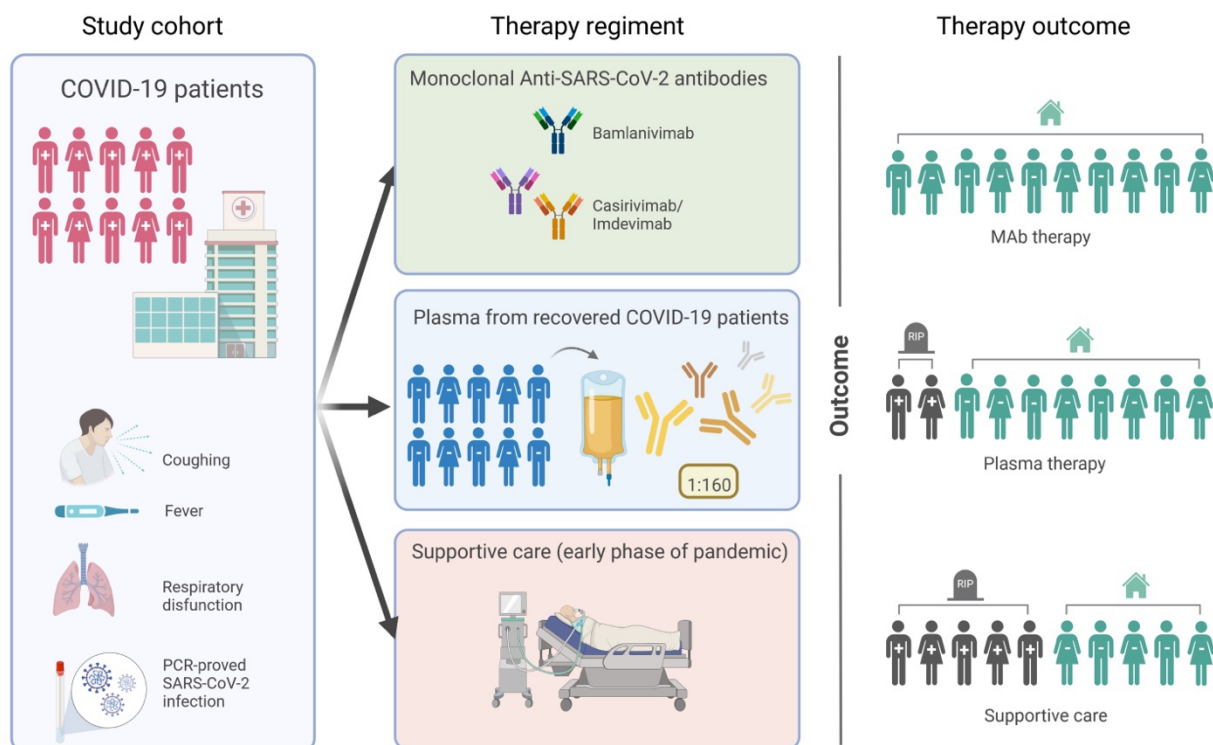 Study cohort
COVID-19 patients
Coughing
Fever
Respiratory
disfunction
PCR-proved
SARS-CoV-2
infection
Therapy regiment
Monoclonal Anti-SARS-CoV-2 antibodies
Bamlanivimab
Casirivimab/
Imdevimab
Plasma from recovered COVID-19 patients
1:160
Supportive care (early phase of pandemic)
Therapy outcome
Outcome
MAb therapy
RIP
Plasma therapy
RIP
Supportive care